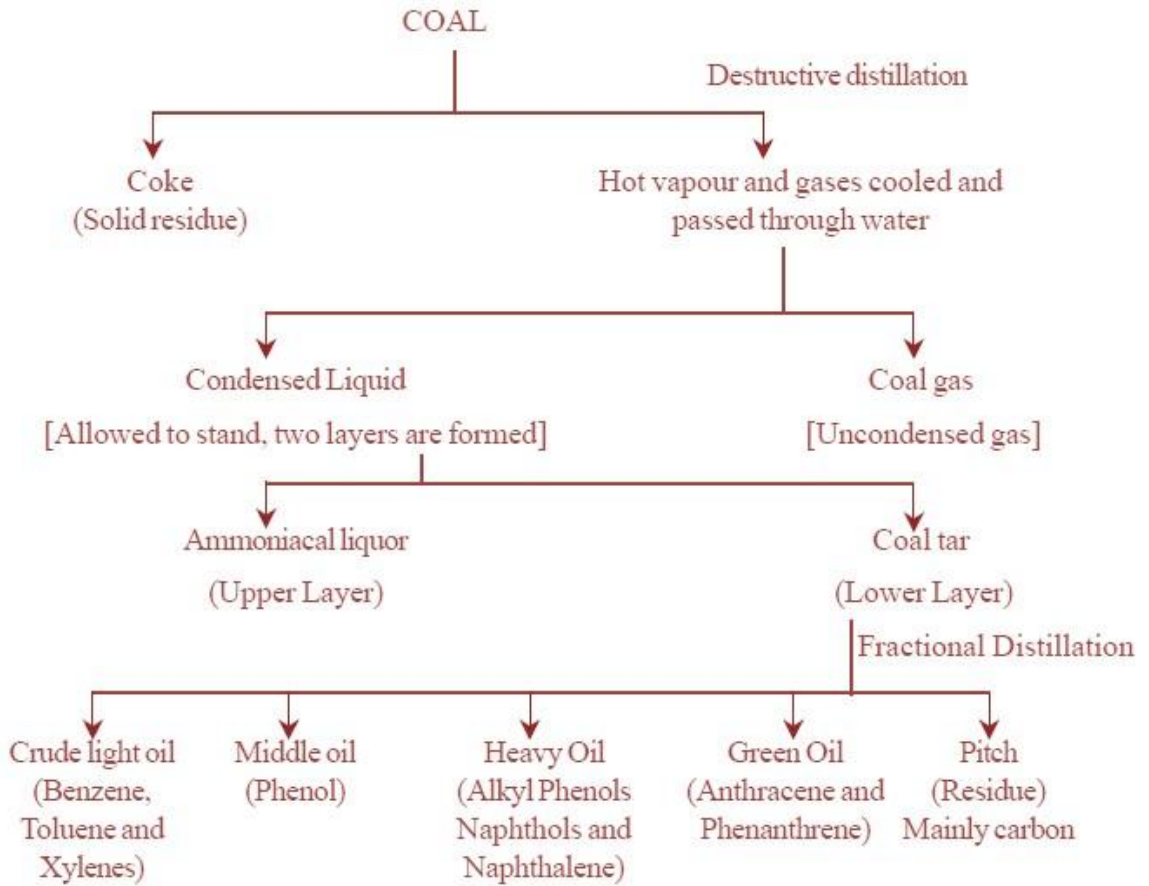 COAL
Destructive distillation
Coke
(Solid residue)
Hot vapour and gases cooled and
passed through water
Condensed Liquid
[Allowed to stand, two layers are formed]
Coal gas
[Uncondensed gas]
Ammoniacal liquor
(Upper Layer)
Coal tar
(Lower Layer)
Fractional Distillation
Crude light oil
(Benzene,
Toluene and
Xylenes)
Middle oil
(Phenol)
Heavy Oil
(Alkyl Phenols
Naphthols and
Naphthalene)
Green Oil
(Anthracene and
Phenanthrene)
Pitch
(Residue)
Mainly carbon